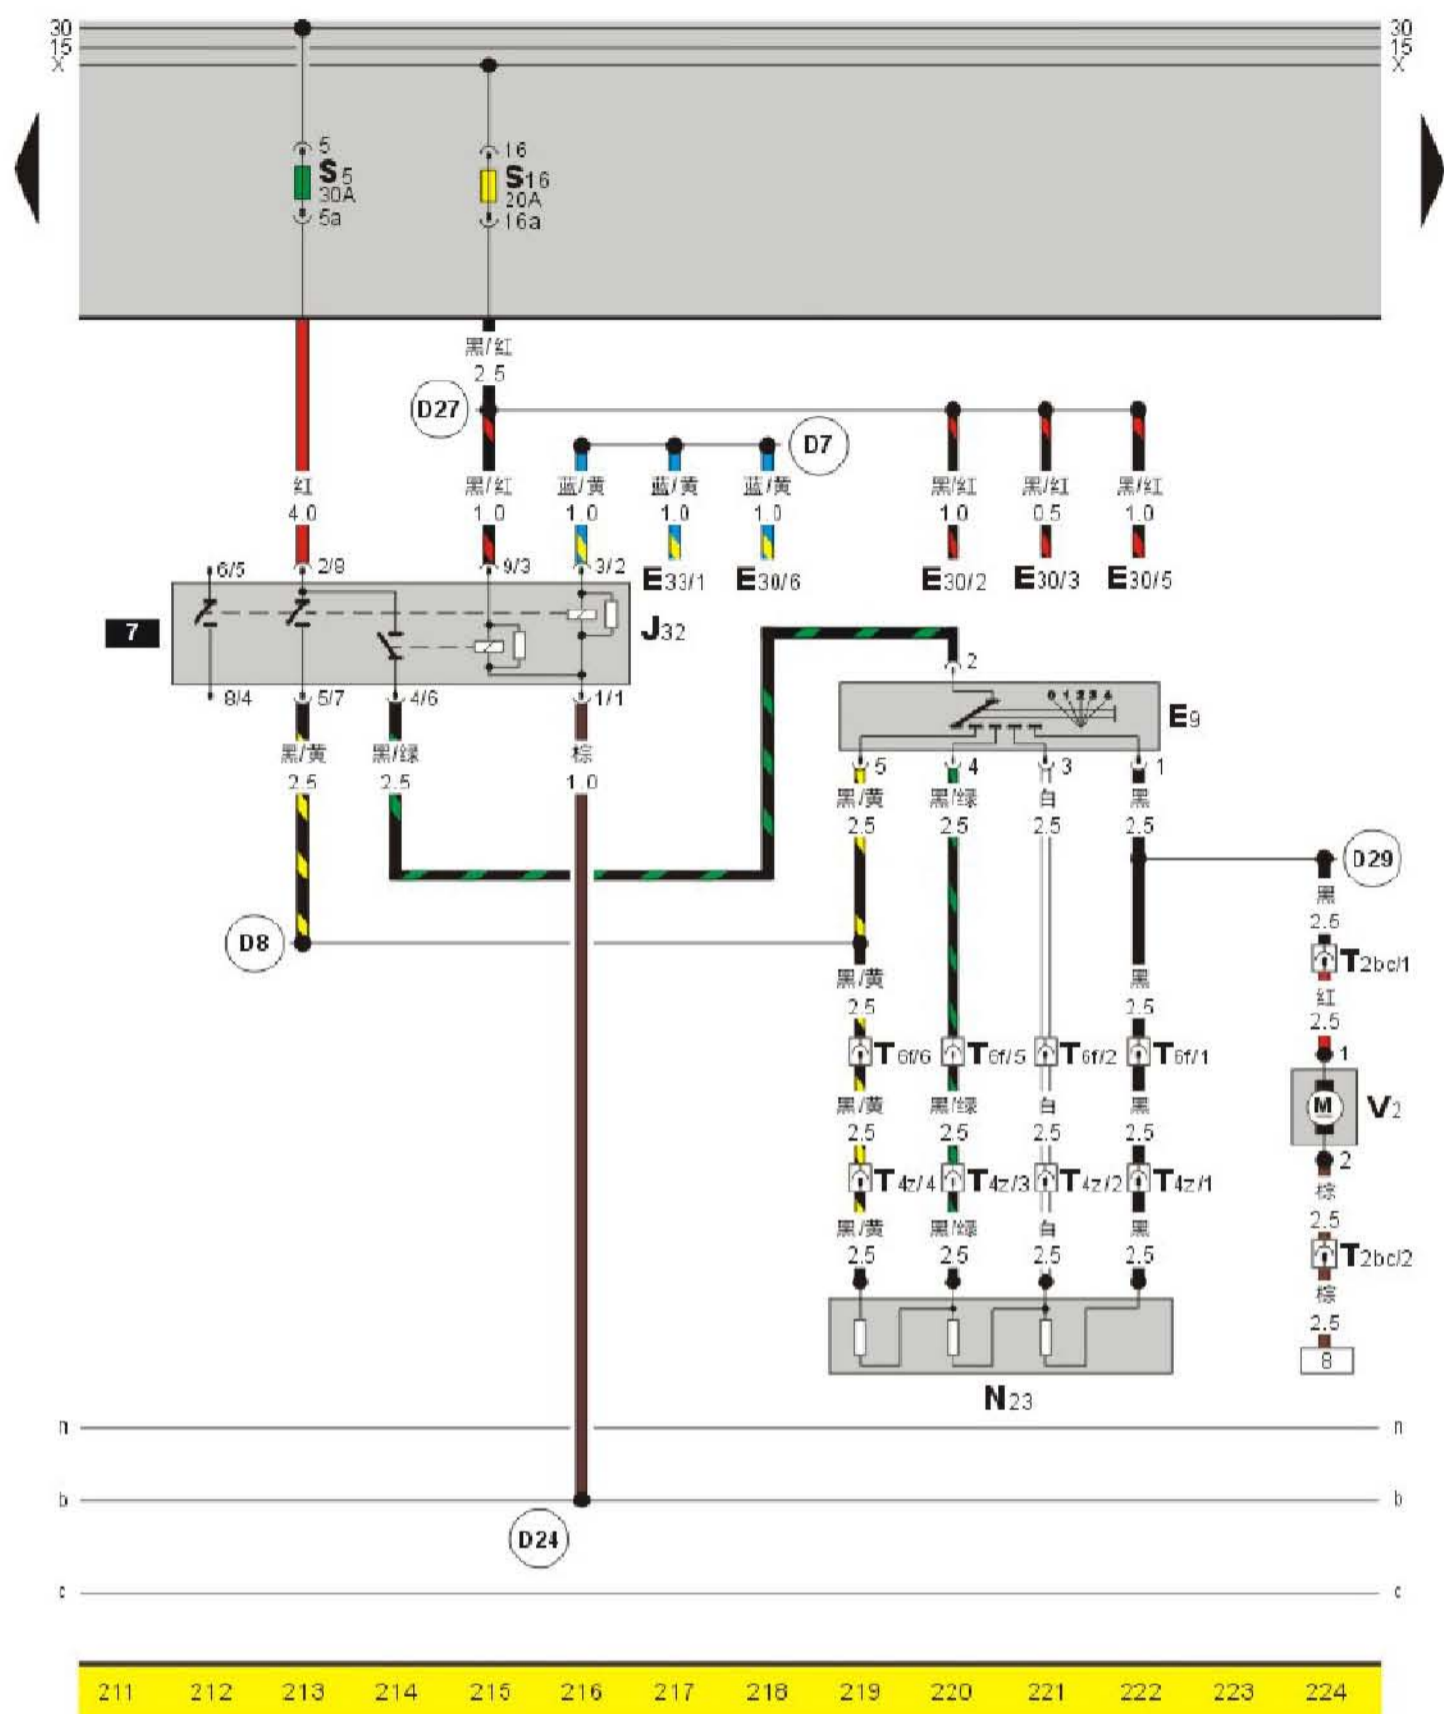 30 30
15 15
X X
5
S5
30A
5a
16
S16
20A
16a
黑/红
2.5
D27
D7
红
4.0
黑/红
1.0
蓝/黄
1.0
蓝/黄
1.0
蓝/黄
1.0
黑/红
1.0
黑/红
0.5
黑/红
1.0
6/5 2/8 9/3 3/2
E33/1 E30/6 E30/2 E30/3 E30/5
7
J32
8/4 5/7 4/6 1/1
2
0 1 2 3 4
E9
黑/黄
2.5
黑/绿
2.5
棕
1.0
5 4 3 1
黑/黄
2.5
黑/绿
2.5
白
2.5
黑
2.5
D29
黑
2.5
D8
T2bc/1
黑/黄
2.5
黑
2.5
红
2.5
T6f/6 T6f/5 T6f/2 T6f/1
1
M
V2
黑/黄
2.5
黑/绿
2.5
白
2.5
黑
2.5
2
T4z/4 T4z/3 T4z/2 T4z/1
棕
2.5
黑/黄
2.5
黑/绿
2.5
白
2.5
黑
2.5
T2bc/2
棕
2.5
8
N23
n n
b b
D24
c c
211 212 213 214 215 216 217 218 219 220 221 222 223 224